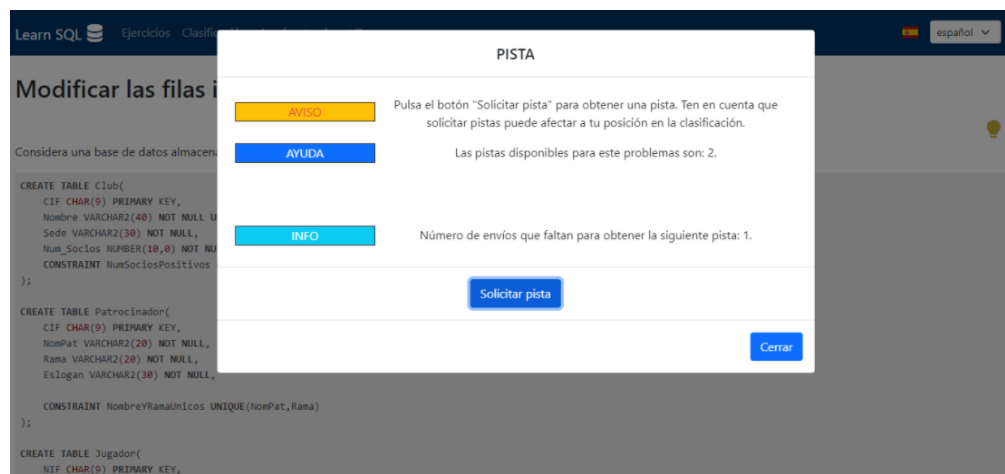 Learn SQL
Ejercicios
español
PISTA
Modificar las filas i
AVISO
Pulsa el botón "Solicitar pista" para obtener una pista. Ten en cuenta que
solicitar pistas puede afectar a tu posición en la clasificación.
Considera una base de datos almacena
AYUDA
Las pistas disponibles para este problemas son: 2.
INFO
Número de envíos que faltan para obtener la siguiente pista: 1.
Solicitar pista
Cerrar
CREATE TABLE Club(
CIF CHAR(9) PRIMARY KEY,
Nombre VARCHAR2(40) NOT NULL U
Sede VARCHAR2(30) NOT NULL,
Num_Socios NUMBER(10,0) NOT NU
CONSTRAINT NumSociosPositivos
);
CREATE TABLE Patrocinador(
CIF CHAR(9) PRIMARY KEY,
NomPat VARCHAR2(20) NOT NULL,
Rama VARCHAR2(20) NOT NULL,
Eslogan VARCHAR2(30) NOT NULL,
CONSTRAINT NombreYRamaUnicos UNIQUE(NomPat,Rama)
);
CREATE TABLE Jugador(
NIF CHAR(9) PRIMARY KEY,